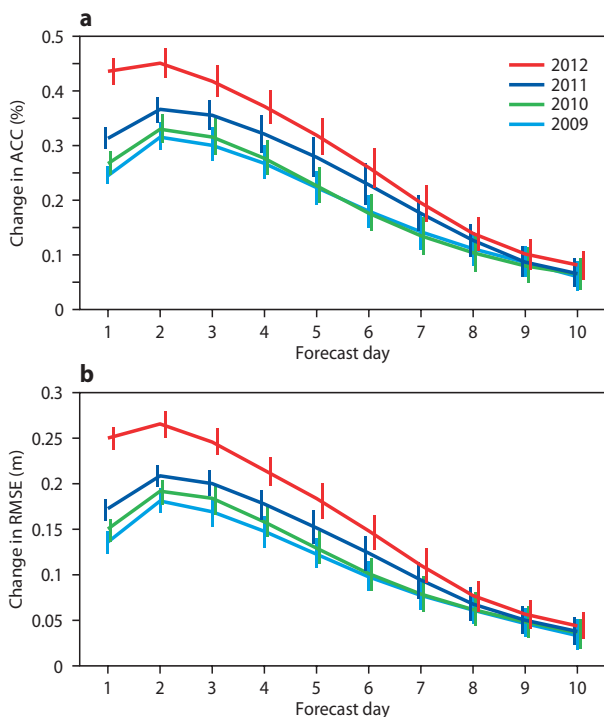 a
Change in ACC (%)
0.5
0.4
0.3
0.2
0.1
0
2012
2011
2010
2009
1 2 3 4 5 6 7 8 9 10
Forecast day
b
Change in RMSE (m)
0.3
0.25
0.2
0.15
0.1
0.05
0
1 2 3 4 5 6 7 8 9 10
Forecast day